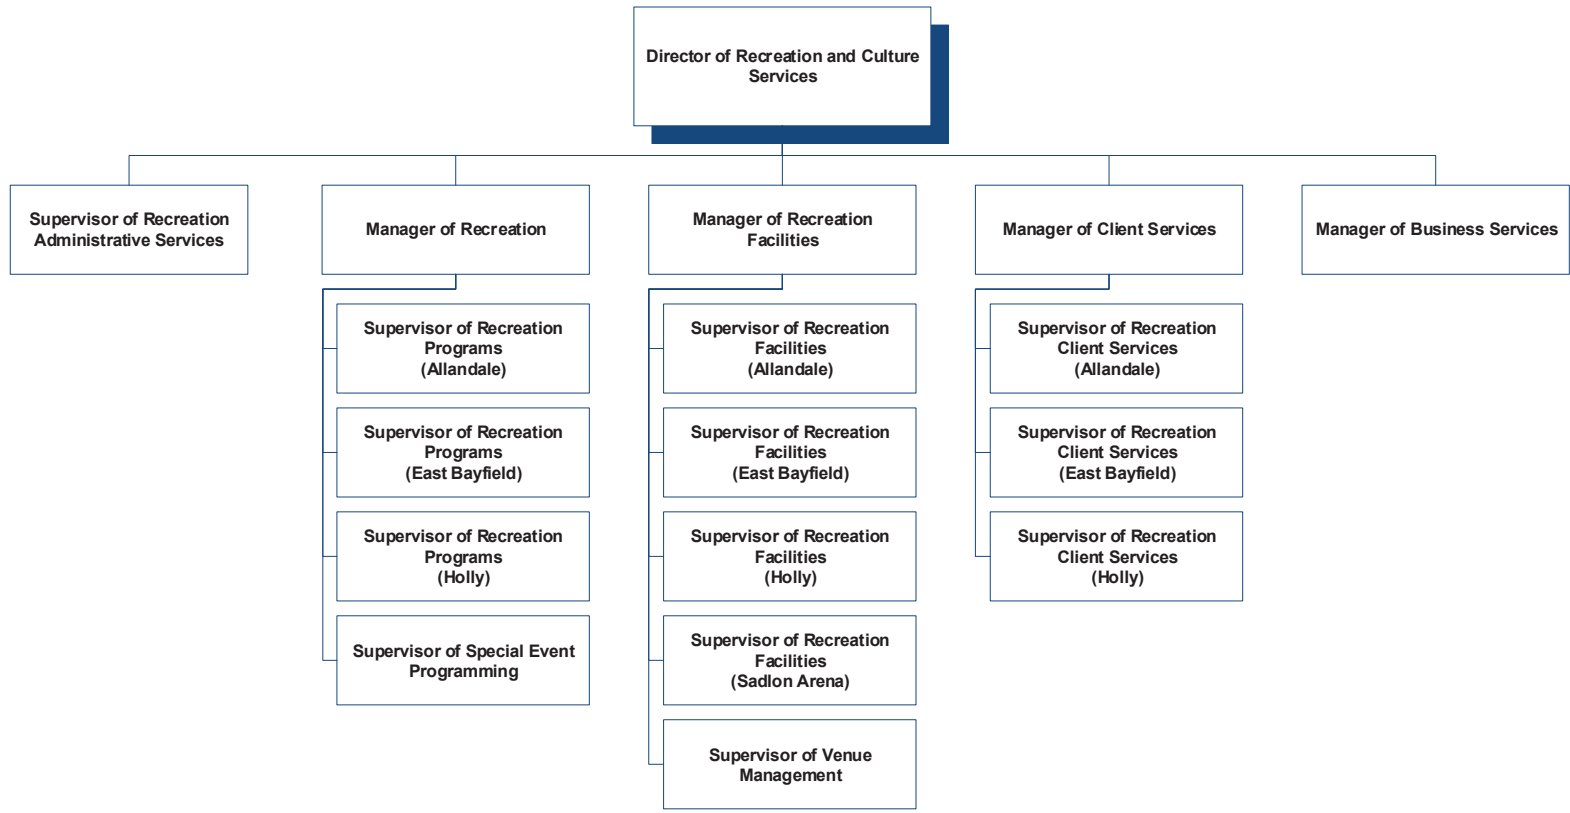 Director of Recreation and Culture
Services
Supervisor of Recreation
Administrative Services
Manager of Recreation
Manager of Recreation
Facilities
Manager of Client Services
Manager of Business Services
Supervisor of Recreation
Programs
(Allandale)
Supervisor of Recreation
Programs
(East Bayfield)
Supervisor of Recreation
Programs
(Holly)
Supervisor of Special Event
Programming
Supervisor of Recreation
Facilities
(Allandale)
Supervisor of Recreation
Facilities
(East Bayfield)
Supervisor of Recreation
Facilities
(Holly)
Supervisor of Recreation
Facilities
(Sadlon Arena)
Supervisor of Venue
Management
Supervisor of Recreation
Client Services
(Allandale)
Supervisor of Recreation
Client Services
(East Bayfield)
Supervisor of Recreation
Client Services
(Holly)